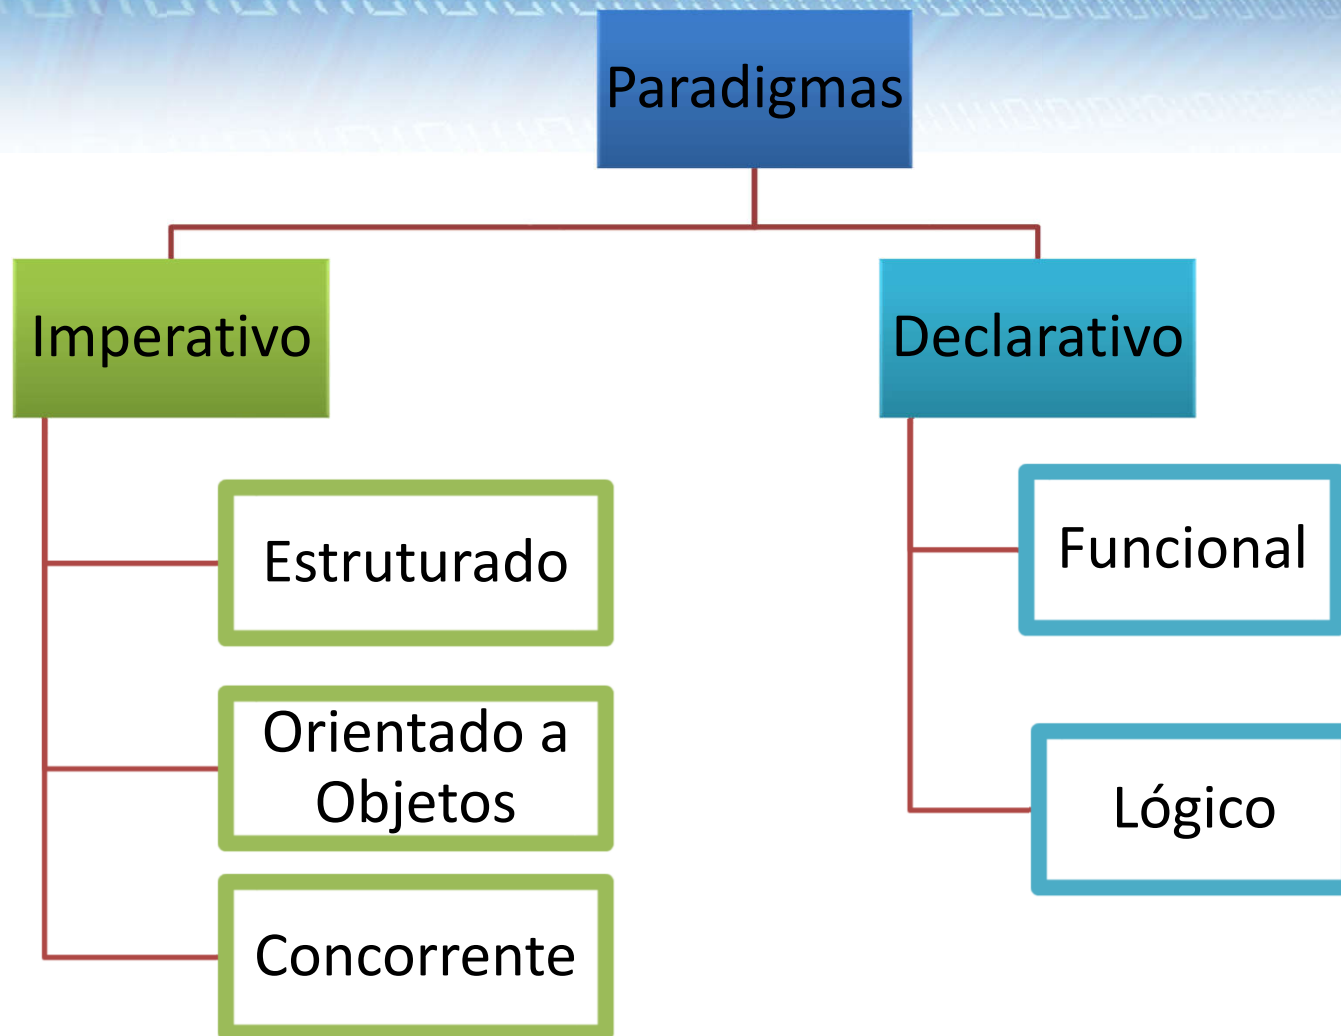 Paradigmas
Imperativo
Declarativo
Estruturado
Funcional
Orientado a
Objetos
Lógico
Concorrente